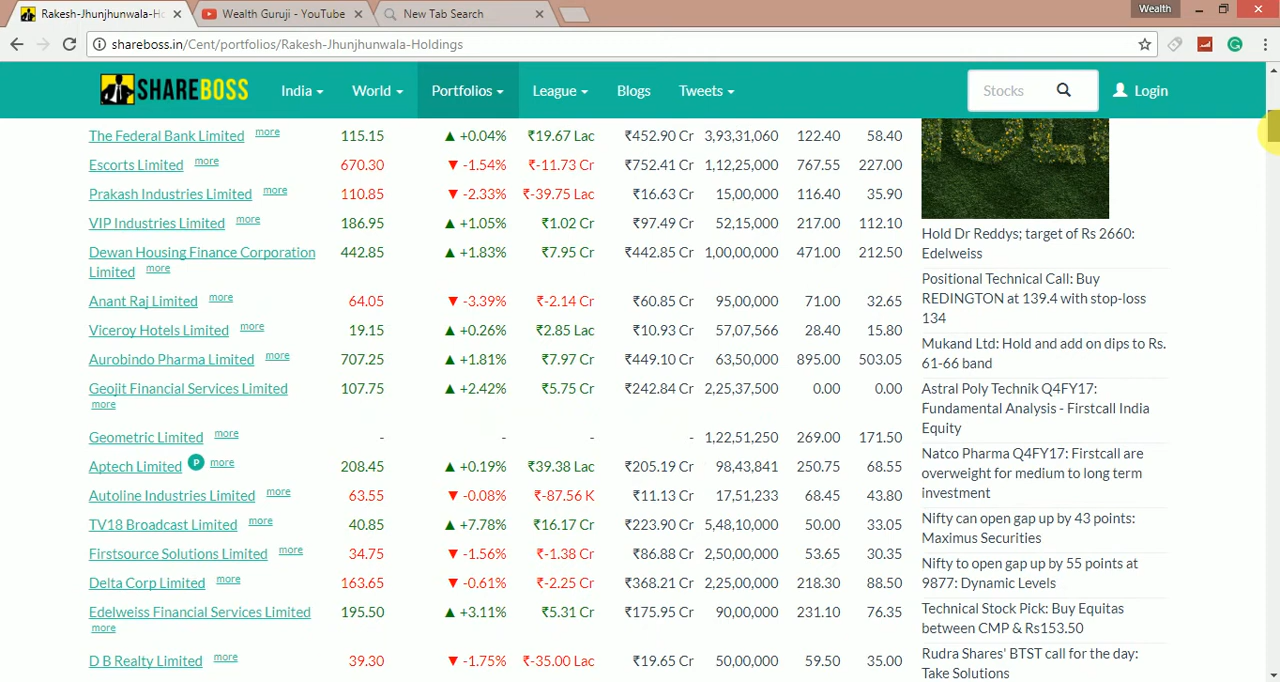 Rakesh-Jhunjhunwala-H
Wealth Guruji - YouTube
New Tab Search
Wealth
shareboss.in/Cent/portfolios/Rakesh-Jhunjhunwala-Holdings
SHAREBOSS
India
World
Portfolios
League
Blogs
Tweets
Stocks
Login
The Federal Bank Limited more 115.15 ▲ +0.04% ₹19.67 Lac ₹452.90 Cr 3,93,31,060 122.40 58.40
Escorts Limited more 670.30 ▼ -1.54% ₹-11.73 Cr ₹752.41 Cr 1,12,25,000 767.55 227.00
Prakash Industries Limited more 110.85 ▼ -2.33% ₹-39.75 Lac ₹16.63 Cr 15,00,000 116.40 35.90
VIP Industries Limited more 186.95 ▲ +1.05% ₹1.02 Cr ₹97.49 Cr 52,15,000 217.00 112.10
Dewan Housing Finance Corporation 442.85 ▲ +1.83% ₹7.95 Cr ₹442.85 Cr 1,00,00,000 471.00 212.50
Limited more
Anant Raj Limited more 64.05 ▼ -3.39% ₹-2.14 Cr ₹60.85 Cr 95,00,000 71.00 32.65
Viceroy Hotels Limited more 19.15 ▲ +0.26% ₹2.85 Lac ₹10.93 Cr 57,07,566 28.40 15.80
Aurobindo Pharma Limited more 707.25 ▲ +1.81% ₹7.97 Cr ₹449.10 Cr 63,50,000 895.00 503.05
Geojit Financial Services Limited 107.75 ▲ +2.42% ₹5.75 Cr ₹242.84 Cr 2,25,37,500 0.00 0.00
more
Geometric Limited more - - - - 1,22,51,250 269.00 171.50
Aptech Limited P more 208.45 ▲ +0.19% ₹39.38 Lac ₹205.19 Cr 98,43,841 250.75 68.55
Autoline Industries Limited more 63.55 ▼ -0.08% ₹-87.56 K ₹11.13 Cr 17,51,233 68.45 43.80
TV18 Broadcast Limited more 40.85 ▲ +7.78% ₹16.17 Cr ₹223.90 Cr 5,48,10,000 50.00 33.05
Firstsource Solutions Limited more 34.75 ▼ -1.56% ₹-1.38 Cr ₹86.88 Cr 2,50,00,000 53.65 30.35
Delta Corp Limited more 163.65 ▼ -0.61% ₹-2.25 Cr ₹368.21 Cr 2,25,00,000 218.30 88.50
Edelweiss Financial Services Limited 195.50 ▲ +3.11% ₹5.31 Cr ₹175.95 Cr 90,00,000 231.10 76.35
more
D B Realty Limited more 39.30 ▼ -1.75% ₹-35.00 Lac ₹19.65 Cr 50,00,000 59.50 35.00
Hold Dr Reddys; target of Rs 2660:
Edelweiss
Positional Technical Call: Buy
REDINGTON at 139.4 with stop-loss
134
Mukand Ltd: Hold and add on dips to Rs.
61-66 band
Astral Poly Technik Q4FY17:
Fundamental Analysis - Firstcall India
Equity
Natco Pharma Q4FY17: Firstcall are
overweight for medium to long term
investment
Nifty can open gap up by 43 points:
Maximus Securities
Nifty to open gap up by 55 points at
9877: Dynamic Levels
Technical Stock Pick: Buy Equitas
between CMP & Rs153.50
Rudra Shares' BTST call for the day:
Take Solutions